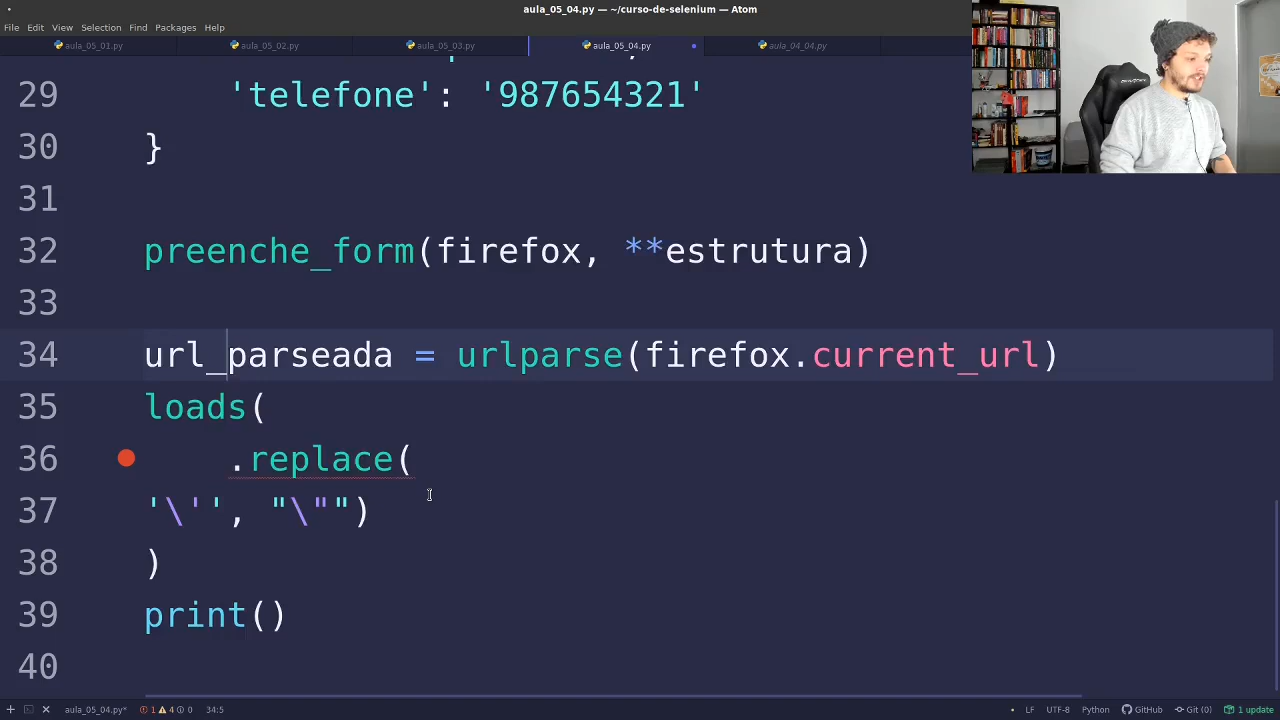 aula_05_04.py — ~/curso-de-selenium — Atom
File Edit View Selection Find Packages Help
aula_05_01.py aula_05_02.py aula_05_03.py aula_05_04.py aula_04_04.py
29 'telefone': '987654321'
30 }
31
32 preenche_form(firefox, **estrutura)
33
34 url_parseada = urlparse(firefox.current_url)
35 loads(
36 .replace(
37 '\'', "\"")
38 )
39 print()
40
aula_05_04.py* 1 4 0 34:5 LF UTF-8 Python GitHub Git (0) 1 update